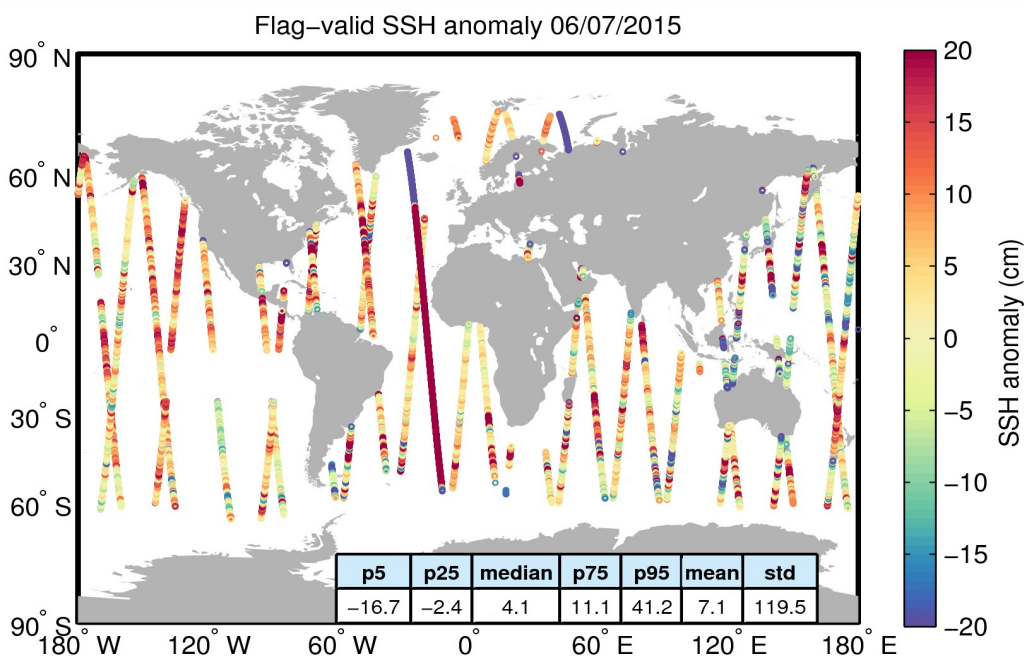 Flag−valid SSH anomaly 06/07/2015
90° N
60° N
30° N
0°
30° S
60° S
90° S
180° W
120° W
60° W
0°
60° E
120° E
180° E
p5 p25 median p75 p95 mean std
−16.7 −2.4 4.1 11.1 41.2 7.1 119.5
20
15
10
5
0
−5
−10
−15
−20
SSH anomaly (cm)